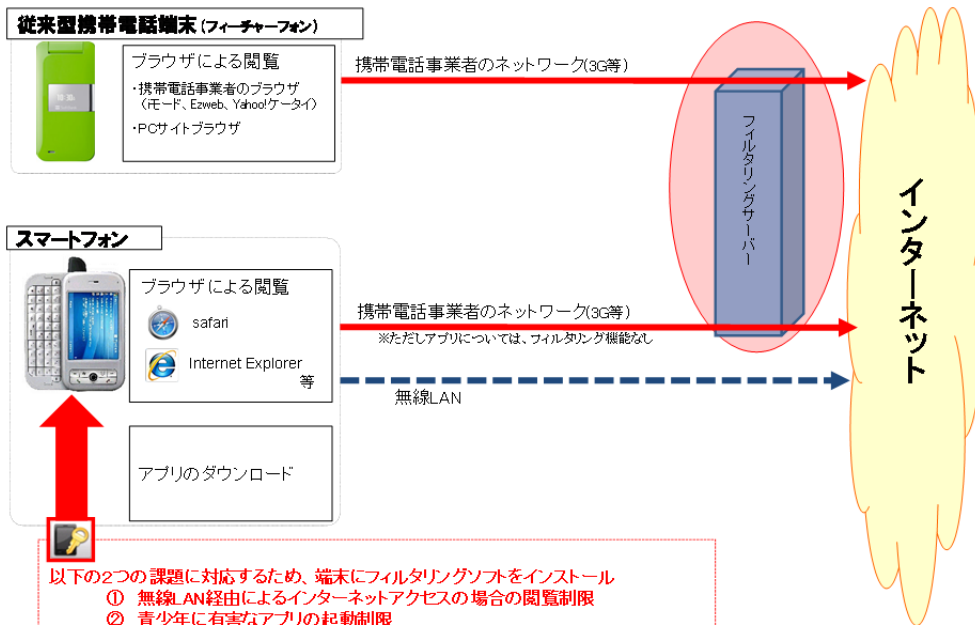 従来型携帯電話端末(フィーチャーフォン)
ブラウザによる閲覧
・携帯電話事業者のブラウザ
（iモード、Ezweb、Yahoo!ケータイ）
・PCサイトブラウザ
携帯電話事業者のネットワーク(3G等)
フィルタリングサーバー
インターネット
スマートフォン
ブラウザによる閲覧
safari
Internet Explorer
等
携帯電話事業者のネットワーク(3G等)
※ただしアプリについては、フィルタリング機能なし
無線LAN
アプリのダウンロード
以下の2つの課題に対応するため、端末にフィルタリングソフトをインストール
① 無線LAN経由によるインターネットアクセスの場合の閲覧制限
② 青少年に有害なアプリの起動制限